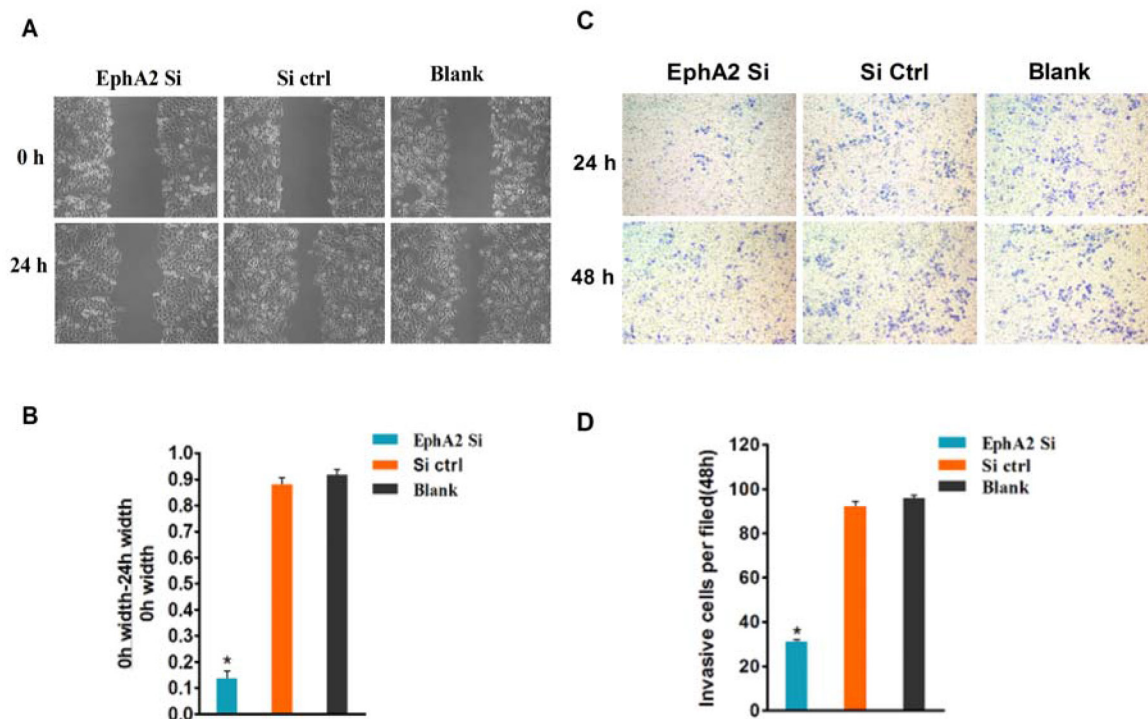 A
EphA2 Si
Si ctrl
Blank
0 h
24 h
C
EphA2 Si
Si Ctrl
Blank
24 h
48 h
B
EphA2 Si
Si ctrl
Blank
0h width-24h width
0h width
1.0
0.9
0.8
0.7
0.6
0.5
0.4
0.3
0.2
0.1
0.0
*
D
EphA2 Si
Si ctrl
Blank
Invasive cells per filed(48h)
120
100
80
60
40
20
0
*